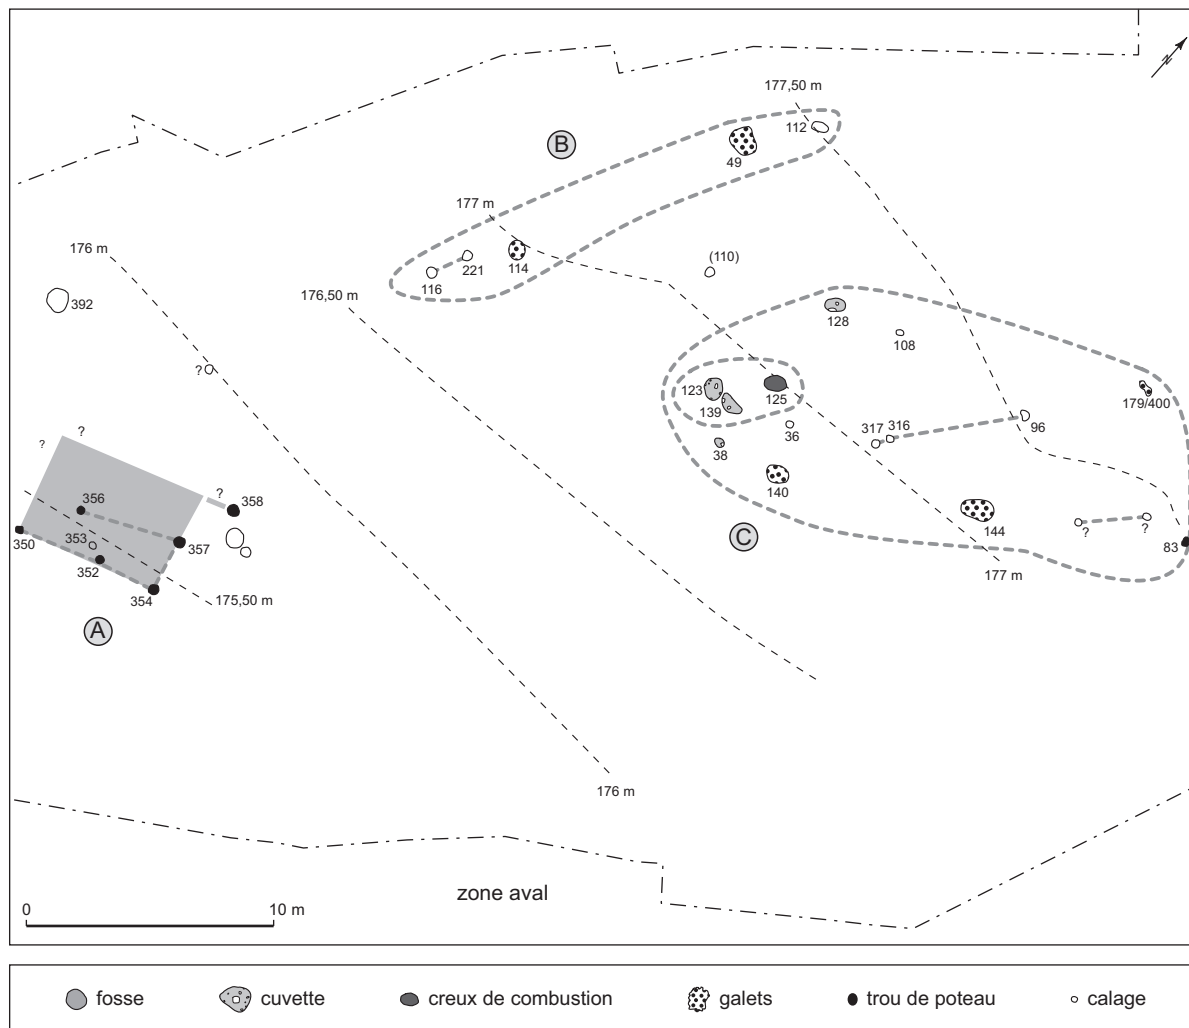 N
177,50 m
B
112
49
177 m
176 m
(110)
221
114
116
176,50 m
392
128
108
?
123
125
179/400
139
317 316
96
36
?
?
38
?
356
358
140
144
350
353
357
C
?
?
352
83
354
175,50 m
177 m
A
176 m
zone aval
0
10 m
fosse
cuvette
creux de combustion
galets
trou de poteau
calage